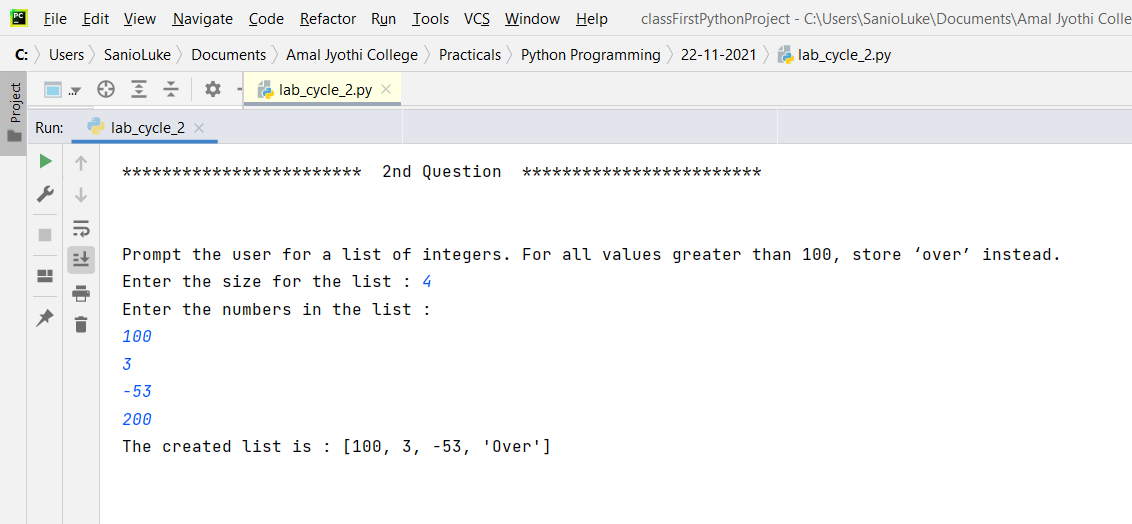 PC File Edit View Navigate Code Refactor Run Tools VCS Window Help classFirstPythonProject - C:\Users\SanioLuke\Documents\Amal Jyothi Colle
C: Users SanioLuke Documents Amal Jyothi College Practicals Python Programming 22-11-2021 lab_cycle_2.py
Project
.. lab_cycle_2.py
Run: lab_cycle_2
************************ 2nd Question ************************
Prompt the user for a list of integers. For all values greater than 100, store ‘over’ instead.
Enter the size for the list : 4
Enter the numbers in the list :
100
3
-53
200
The created list is : [100, 3, -53, 'Over']